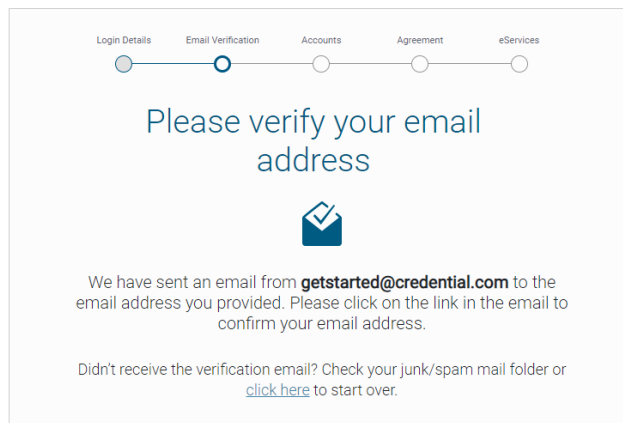 Login Details Email Verification Accounts Agreement eServices
Please verify your email
address
We have sent an email from getstarted@credential.com to the
email address you provided. Please click on the link in the email to
confirm your email address.
Didn't receive the verification email? Check your junk/spam mail folder or
click here to start over.